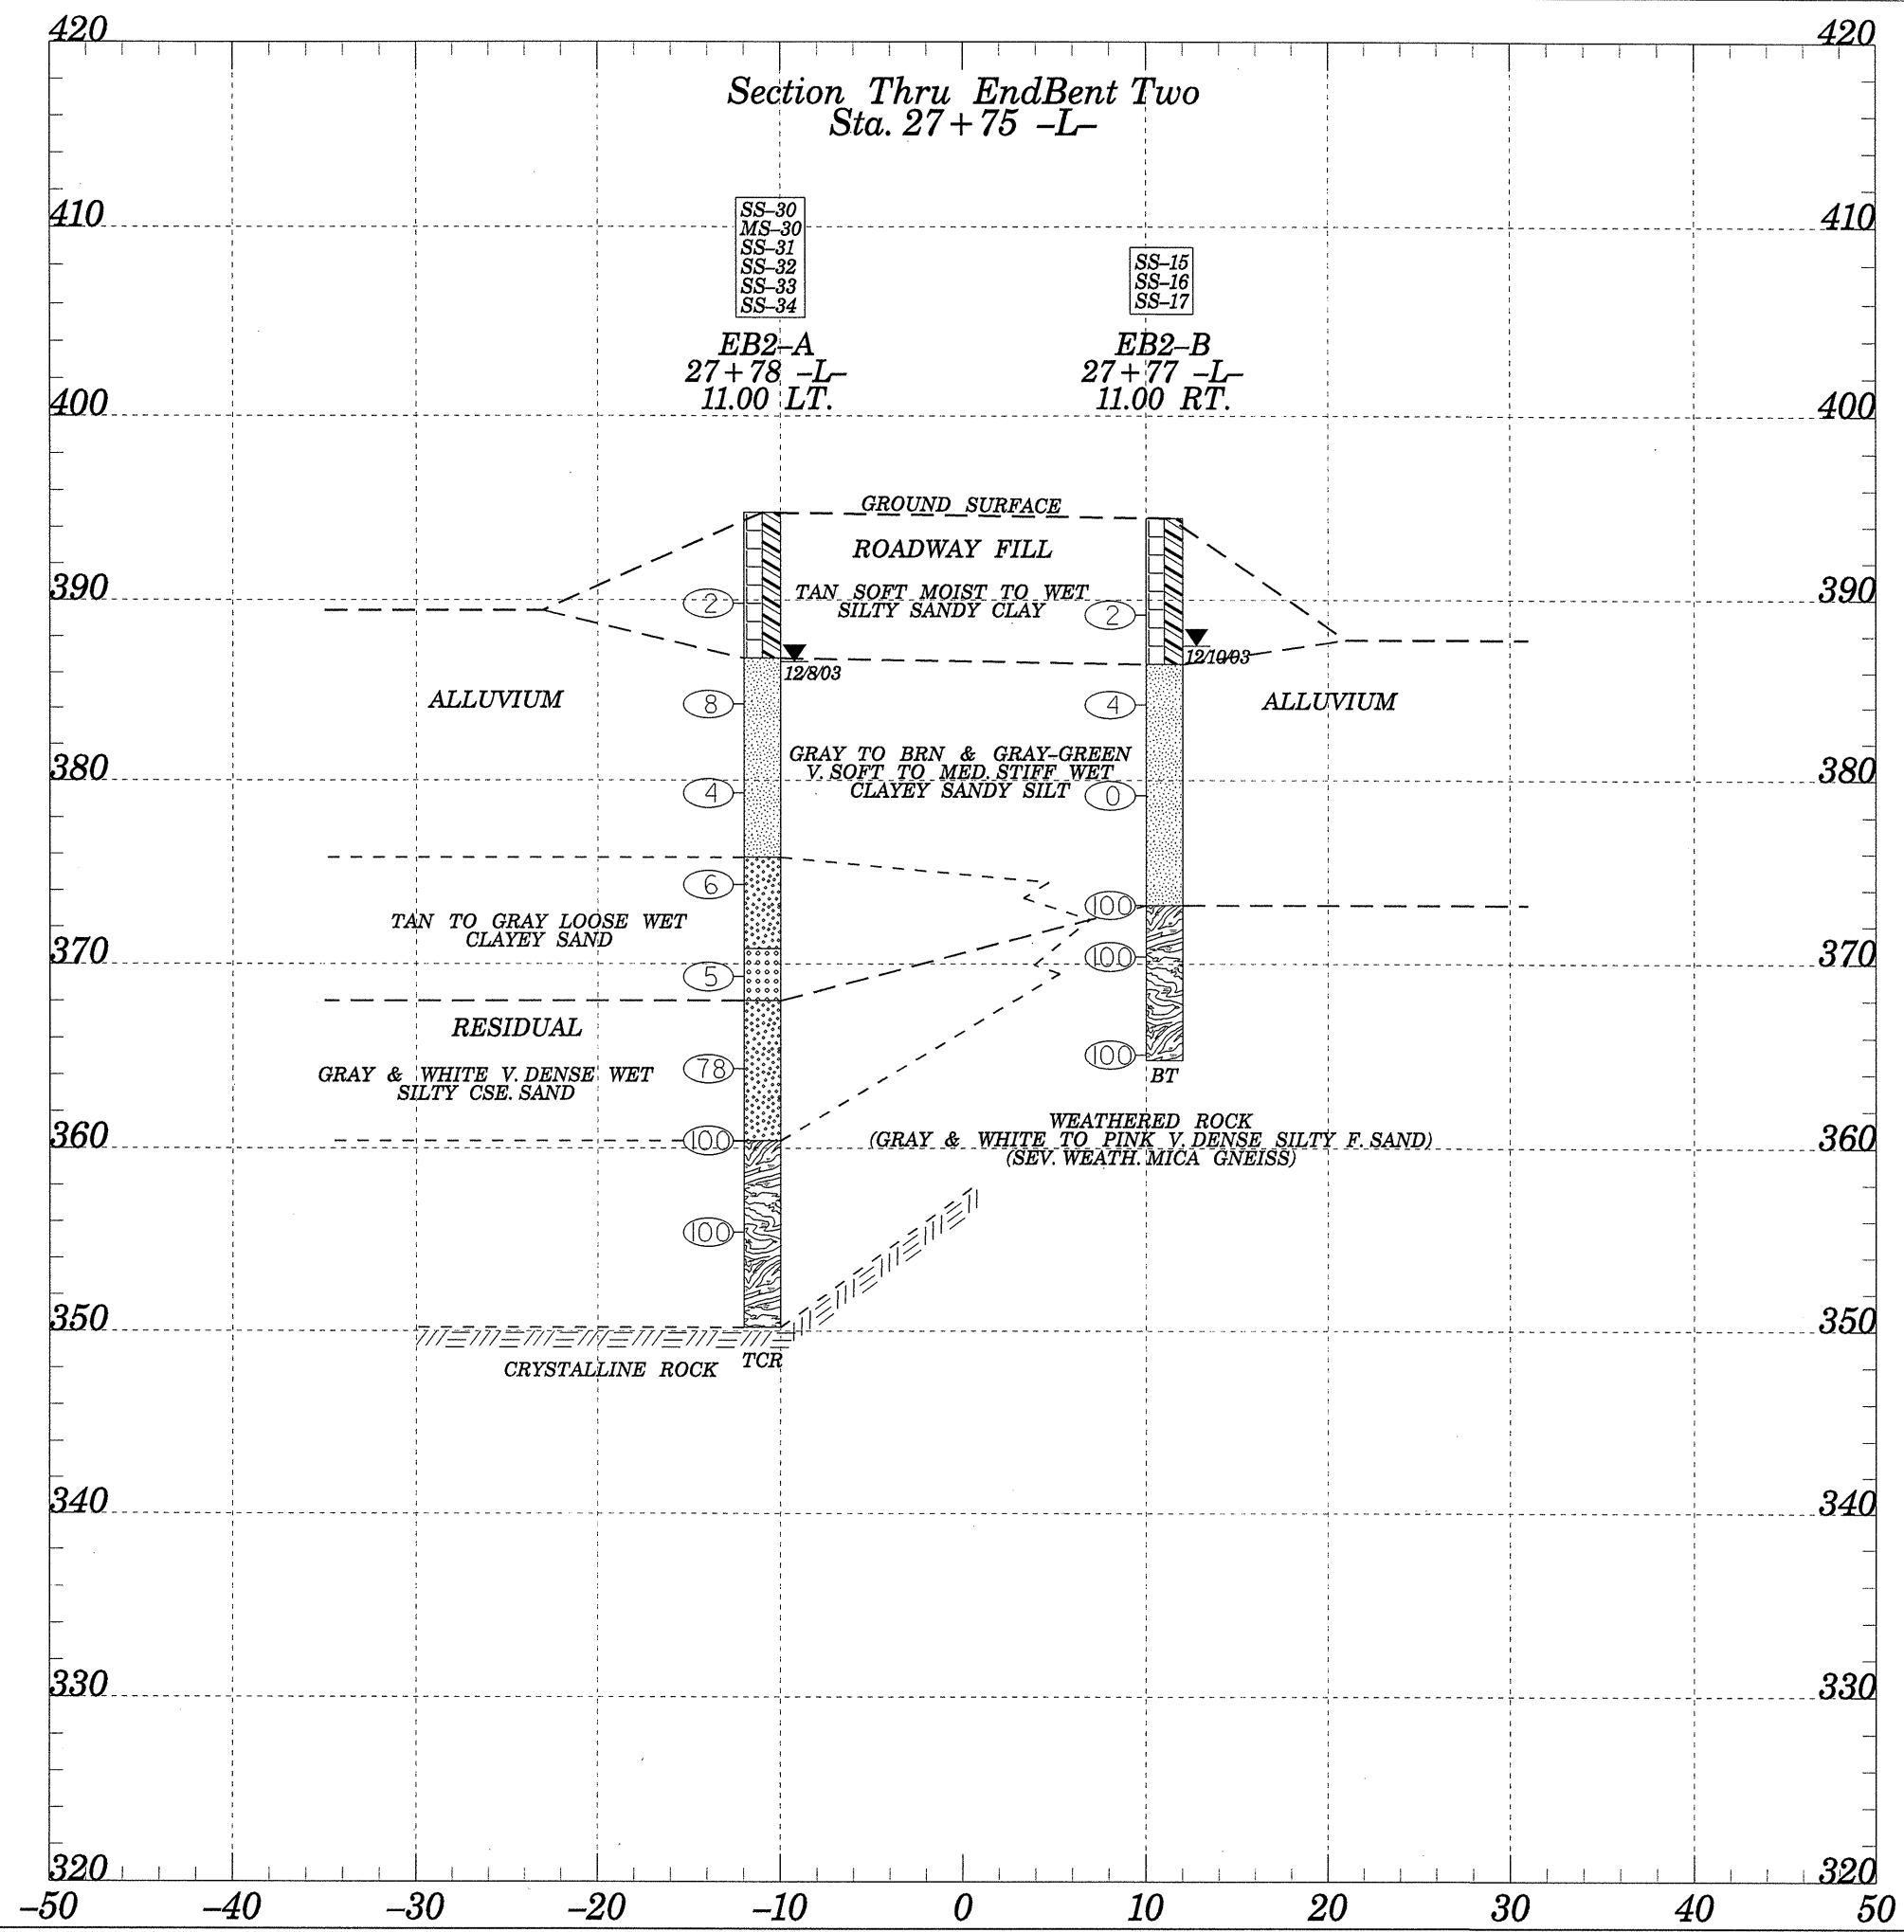 420
420
Section Thru EndBent Two
Sta. 27+75 -L-
410
410
SS-30
MS-30
SS-31
SS-32
SS-33
SS-34
SS-15
SS-16
SS-17
EB2-A
27+78 -L-
11.00 LT.
EB2-B
27+77 -L-
11.00 RT.
400
400
GROUND SURFACE
ROADWAY FILL
390
390
TAN SOFT MOIST TO WET
SILTY SANDY CLAY
2
2
12/8/03
12/10/03
ALLUVIUM
ALLUVIUM
8
4
GRAY TO BRN & GRAY-GREEN
V. SOFT TO MED. STIFF WET
CLAYEY SANDY SILT
380
380
4
0
6
100
TAN TO GRAY LOOSE WET
CLAYEY SAND
370
370
5
100
RESIDUAL
GRAY & WHITE V. DENSE WET
SILTY CSE. SAND
78
100
BT
360
360
100
WEATHERED ROCK
(GRAY & WHITE TO PINK V. DENSE SILTY F. SAND)
(SEV. WEATH. MICA GNEISS)
100
350
350
CRYSTALLINE ROCK
TCR
340
340
330
330
320
320
-50
-40
-30
-20
-10
0
10
20
30
40
50